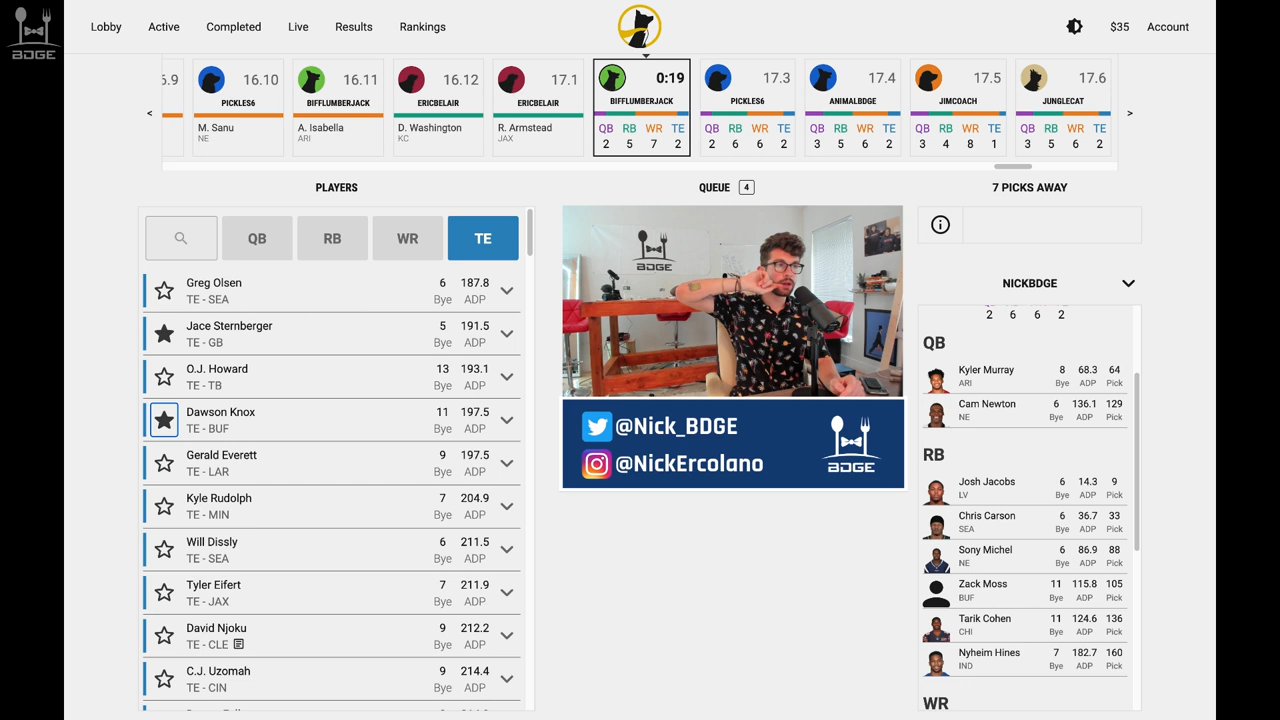 BDGE
Lobby Active Completed Live Results Rankings $35 Account
6.9 16.10 16.11 16.12 17.1 0:19 17.3 17.4 17.5 17.6
PICKLES6 BIFFLUMBERJACK ERICBELAIR ERICBELAIR BIFFLUMBERJACK PICKLES6 ANIMALBDGE JIMCOACH JUNGLECAT
< M. Sanu A. Isabella D. Washington R. Armstead QB RB WR TE QB RB WR TE QB RB WR TE QB RB WR TE QB RB WR TE >
NE ARI KC JAX 2 5 7 2 2 6 6 2 3 5 6 2 3 4 8 1 3 5 6 2
PLAYERS QUEUE 4 7 PICKS AWAY
QB RB WR TE
Greg Olsen 6 187.8
TE - SEA Bye ADP
Jace Sternberger 5 191.5
TE - GB Bye ADP
O.J. Howard 13 193.1
TE - TB Bye ADP
Dawson Knox 11 197.5
TE - BUF Bye ADP
Gerald Everett 9 197.5
TE - LAR Bye ADP
Kyle Rudolph 7 204.9
TE - MIN Bye ADP
Will Dissly 6 211.5
TE - SEA Bye ADP
Tyler Eifert 7 211.9
TE - JAX Bye ADP
David Njoku 9 212.2
TE - CLE Bye ADP
C.J. Uzomah 9 214.4
TE - CIN Bye ADP
BDGE
BDGE
@Nick_BDGE
@NickErcolano
BDGE
NICKBDGE
2 6 6 2
QB
Kyler Murray 8 68.3 64
ARI Bye ADP Pick
Cam Newton 6 136.1 129
NE Bye ADP Pick
RB
Josh Jacobs 6 14.3 9
LV Bye ADP Pick
Chris Carson 6 36.7 33
SEA Bye ADP Pick
Sony Michel 6 86.9 88
NE Bye ADP Pick
Zack Moss 11 115.8 105
BUF Bye ADP Pick
Tarik Cohen 11 124.6 136
CHI Bye ADP Pick
Nyheim Hines 7 182.7 160
IND Bye ADP Pick
WR